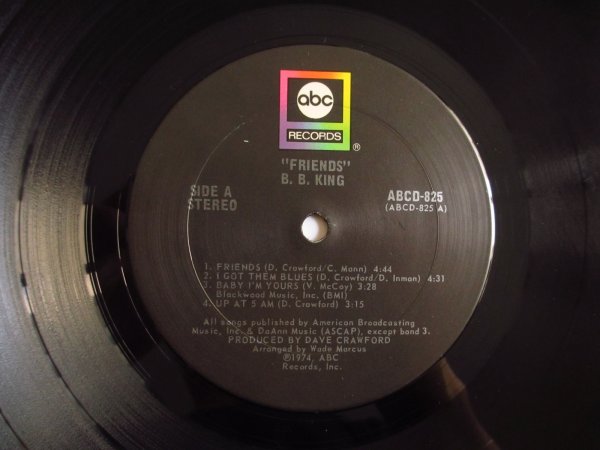 abc
RECORDS
®
"FRIENDS"
B. B. KING
SIDE A
STEREO
ABCD-825
(ABCD-825 A)
1. FRIENDS (D. Crawford/C. Mann) 4:44
2. I GOT THEM BLUES (D. Crawford/D. Inman) 4:31
3. BABY I'M YOURS (V. McCoy) 3:28
Blackwood Music, Inc. (BMI)
4. UP AT 5 AM (D. Crawford) 3:15
All songs published by American Broadcasting
Music, Inc. & DaAnn Music (ASCAP), except band 3.
PRODUCED BY DAVE CRAWFORD
Arranged by Wade Marcus
℗1974, ABC
Records, Inc.